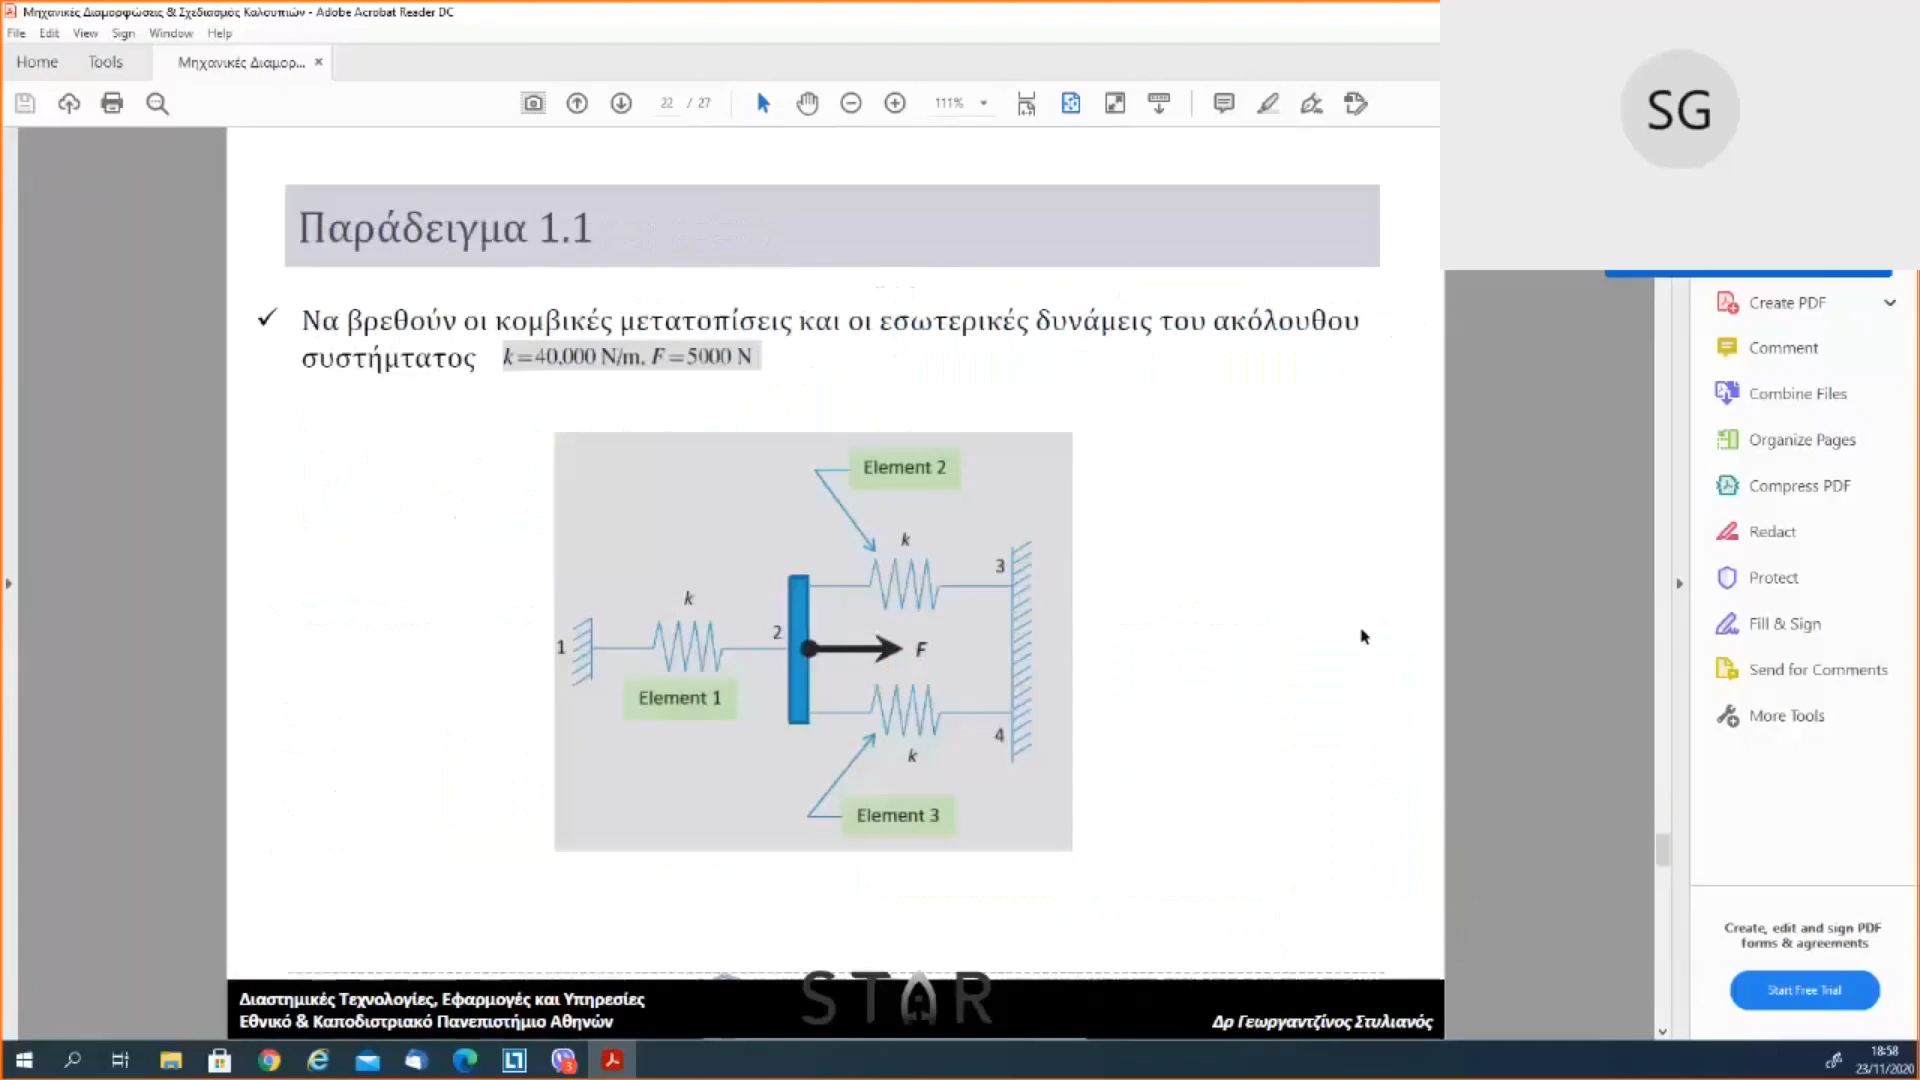 Μηχανικές Διαμορφώσεις & Σχεδιασμός Καλουπιών - Adobe Acrobat Reader DC
File Edit View Sign Window Help
Home Tools Μηχανικές Διαμορ... ×
22 / 27 111%
SG
Παράδειγμα 1.1
✓ Να βρεθούν οι κομβικές μετατοπίσεις και οι εσωτερικές δυνάμεις του ακόλουθου
συστήμτατος k=40,000 N/m, F=5000 N
Element 2
k
3
k
1
2
F
Element 1
4
k
Element 3
Create PDF
Comment
Combine Files
Organize Pages
Compress PDF
Redact
Protect
Fill & Sign
Send for Comments
More Tools
Create, edit and sign PDF
forms & agreements
Start Free Trial
STAR
Διαστημικές Τεχνολογίες, Εφαρμογές και Υπηρεσίες
Εθνικό & Καποδιστριακό Πανεπιστήμιο Αθηνών
Δρ Γεωργαντζίνος Στυλιανός
18:58
23/11/2020